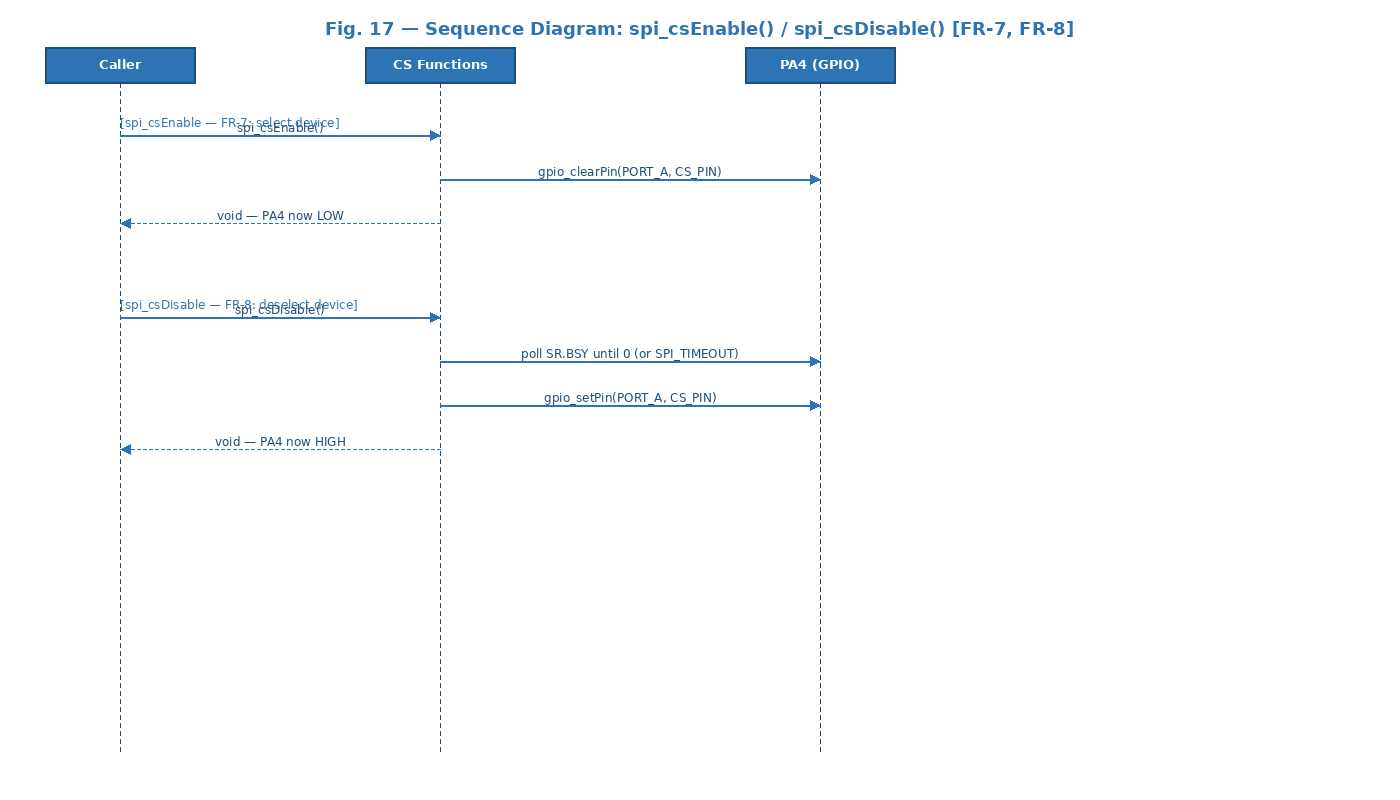 Fig. 17 — Sequence Diagram: spi_csEnable() / spi_csDisable() [FR-7, FR-8]
Caller
CS Functions
PA4 (GPIO)
[spi_csEnable — FR-7: select device]
spi_csEnable()
gpio_clearPin(PORT_A, CS_PIN)
void — PA4 now LOW
[spi_csDisable — FR-8: deselect device]
spi_csDisable()
poll SR.BSY until 0 (or SPI_TIMEOUT)
gpio_setPin(PORT_A, CS_PIN)
void — PA4 now HIGH